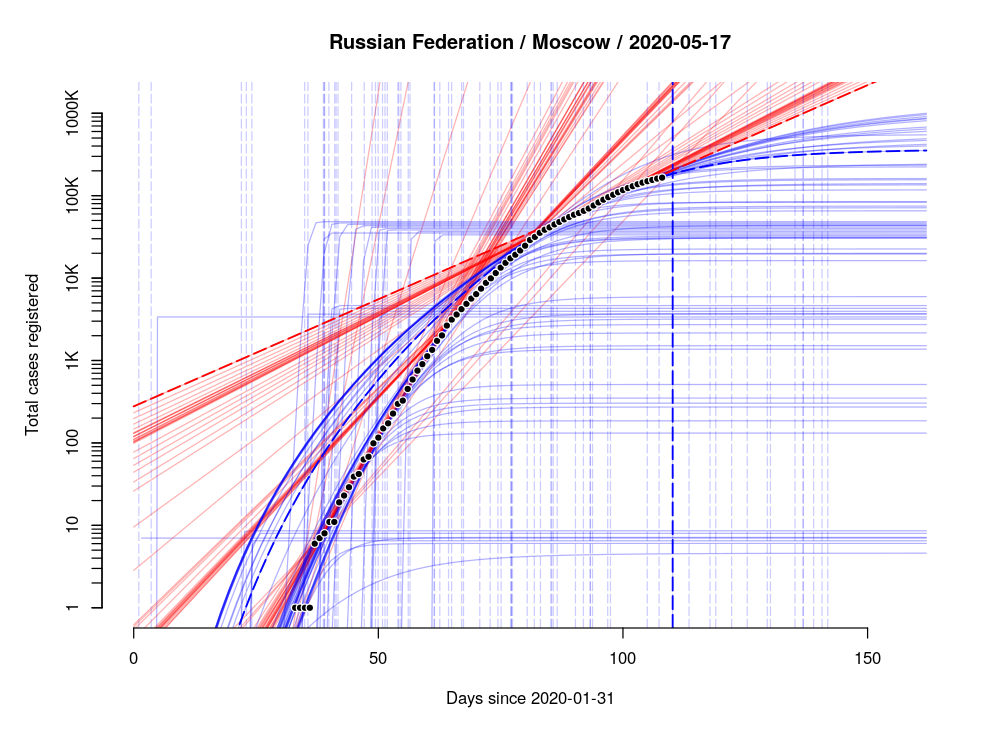 Russian Federation / Moscow / 2020-05-17
Total cases registered
1000K
100K
10K
1K
100
10
1
0 50 100 150
Days since 2020-01-31